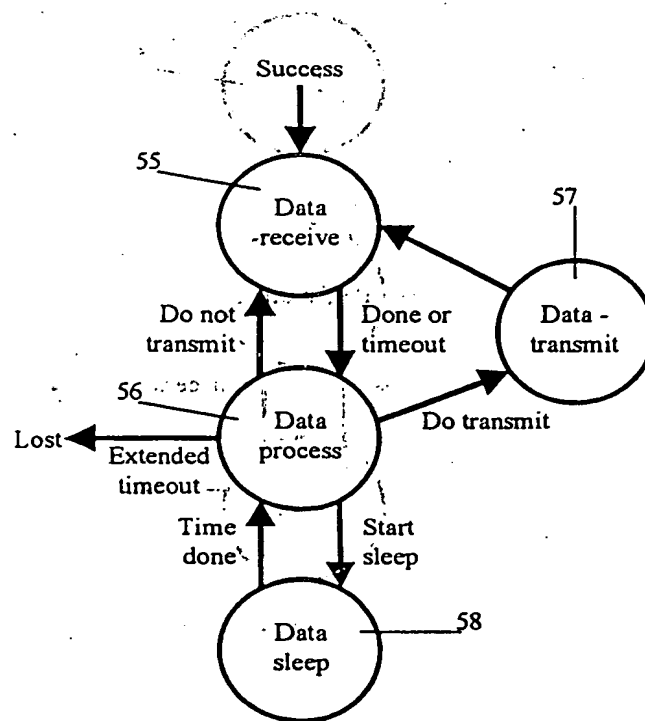 Success
55
Data
-receive
57
Do not
transmit
Done or
timeout
Data -
transmit
56
Data
process
Do transmit
Lost
Extended
timeout
Time
done
Start
sleep
58
Data
sleep